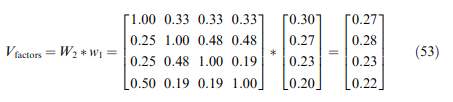 V_factors = W_2 * w_1 = [1.00 0.33 0.33 0.33] * [0.30] = [0.27]
[0.25 1.00 0.48 0.48] [0.27] [0.28]
[0.25 0.48 1.00 0.19] [0.23] [0.23]
[0.50 0.19 0.19 1.00] [0.20] [0.22] (53)